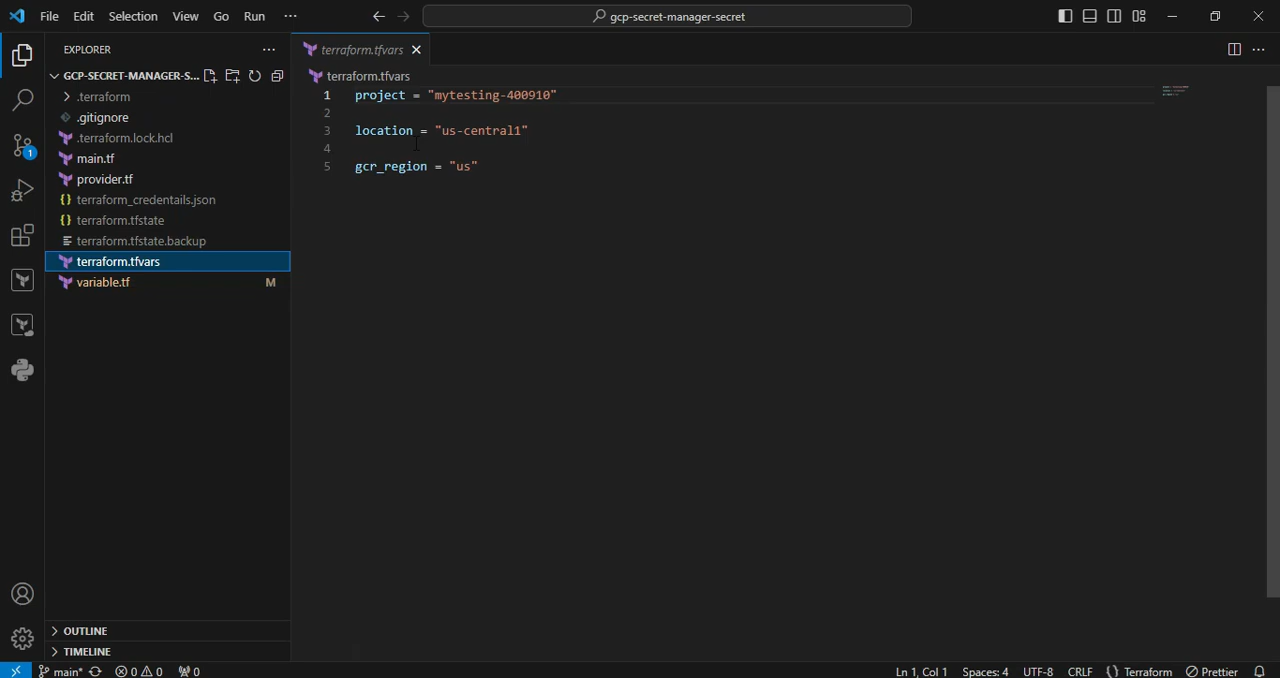 File Edit Selection View Go Run ···
gcp-secret-manager-secret
EXPLORER ···
GCP-SECRET-MANAGER-S...
.terraform
.gitignore
.terraform.lock.hcl
main.tf
provider.tf
{} terraform_credentails.json
{} terraform.tfstate
terraform.tfstate.backup
terraform.tfvars
variable.tf M
OUTLINE
TIMELINE
1
terraform.tfvars
terraform.tfvars
1 project = "mytesting-400910"
2
3 location = "us-central1"
4
5 gcr_region = "us"
main* 0 0 0
Ln 1, Col 1 Spaces: 4 UTF-8 CRLF {} Terraform Prettier